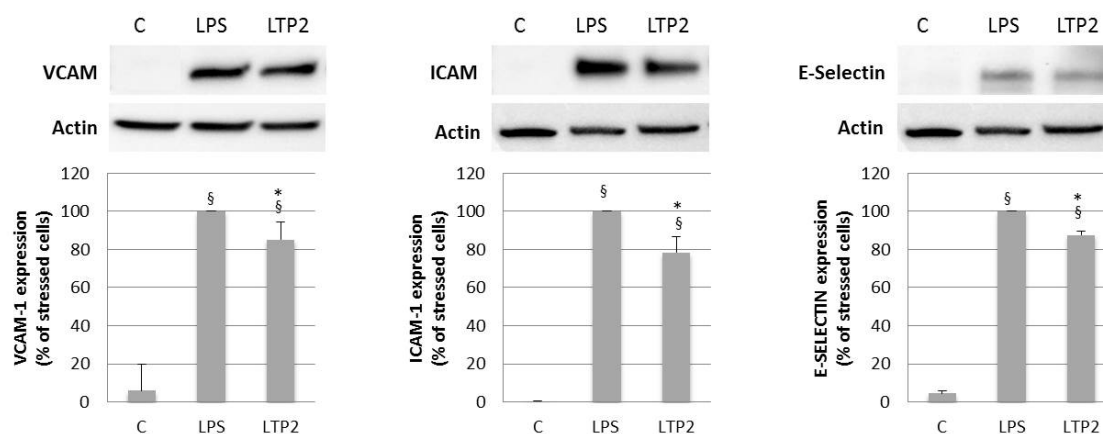 C LPS LTP2
VCAM
Actin
120
§
*
§
100
80
60
40
20
0
VCAM-1 expression
(% of stressed cells)
C LPS LTP2
C LPS LTP2
ICAM
Actin
120
§
*
§
100
80
60
40
20
0
ICAM-1 expression
(% of stressed cells)
C LPS LTP2
C LPS LTP2
E-Selectin
Actin
120
§
*
§
100
80
60
40
20
0
E-SELECTIN expression
(% of stressed cells)
C LPS LTP2